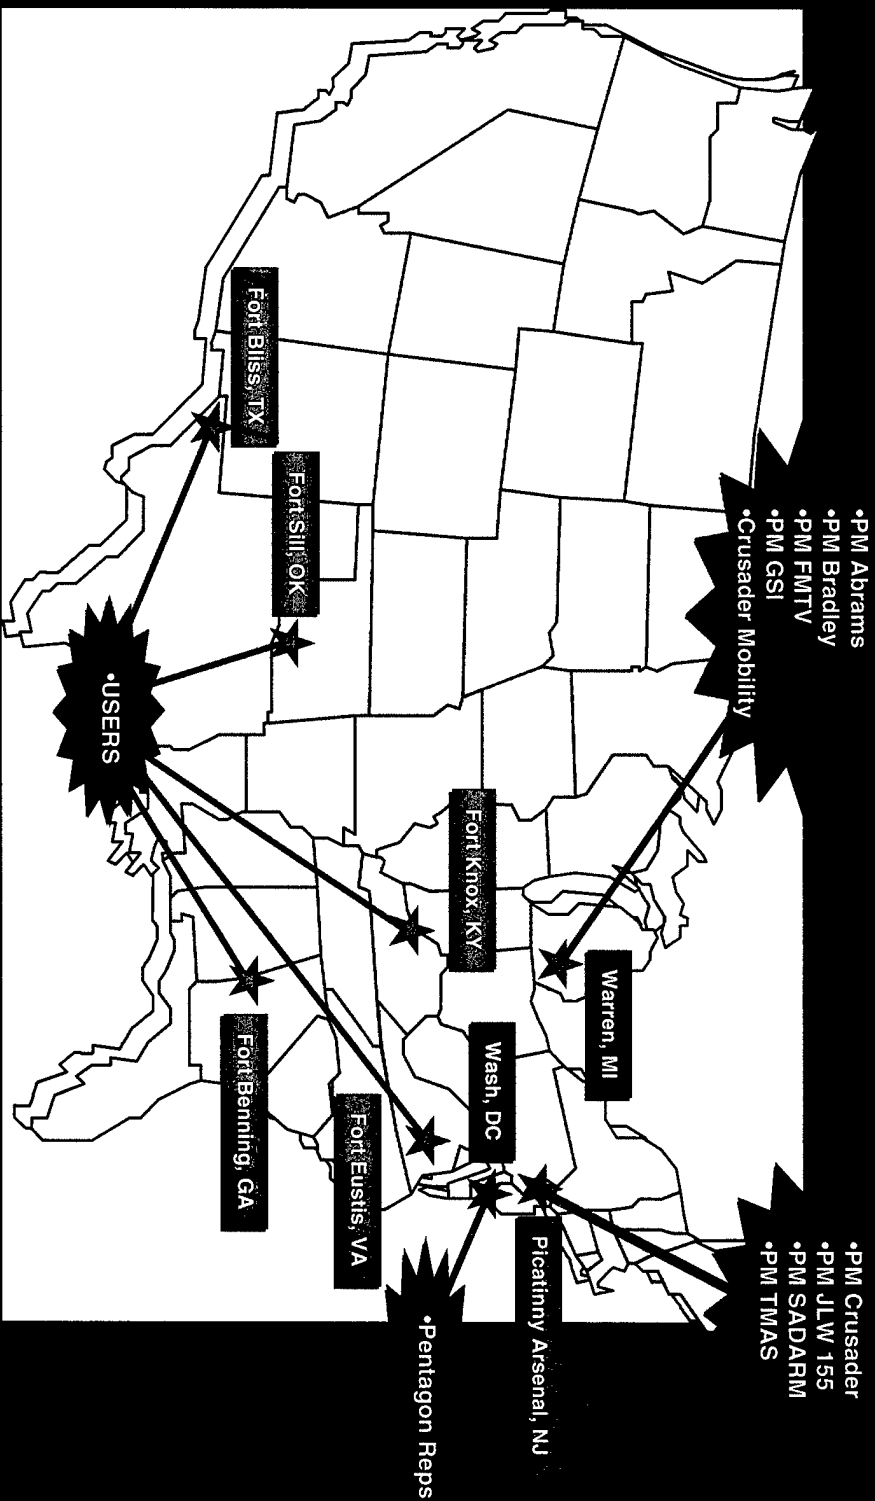 •PM Abrams
•PM Bradley
•PM FMTV
•PM GSI
•Crusader Mobility
•PM Crusader
•PM JLW 155
•PM SADARM
•PM TMAS
Warren, MI
Picatinny Arsenal, NJ
Wash, DC
Fort Knox, KY
•Pentagon Reps
Fort Eustis, VA
Fort Sill, OK
Fort Bliss, TX
Fort Benning, GA
•USERS